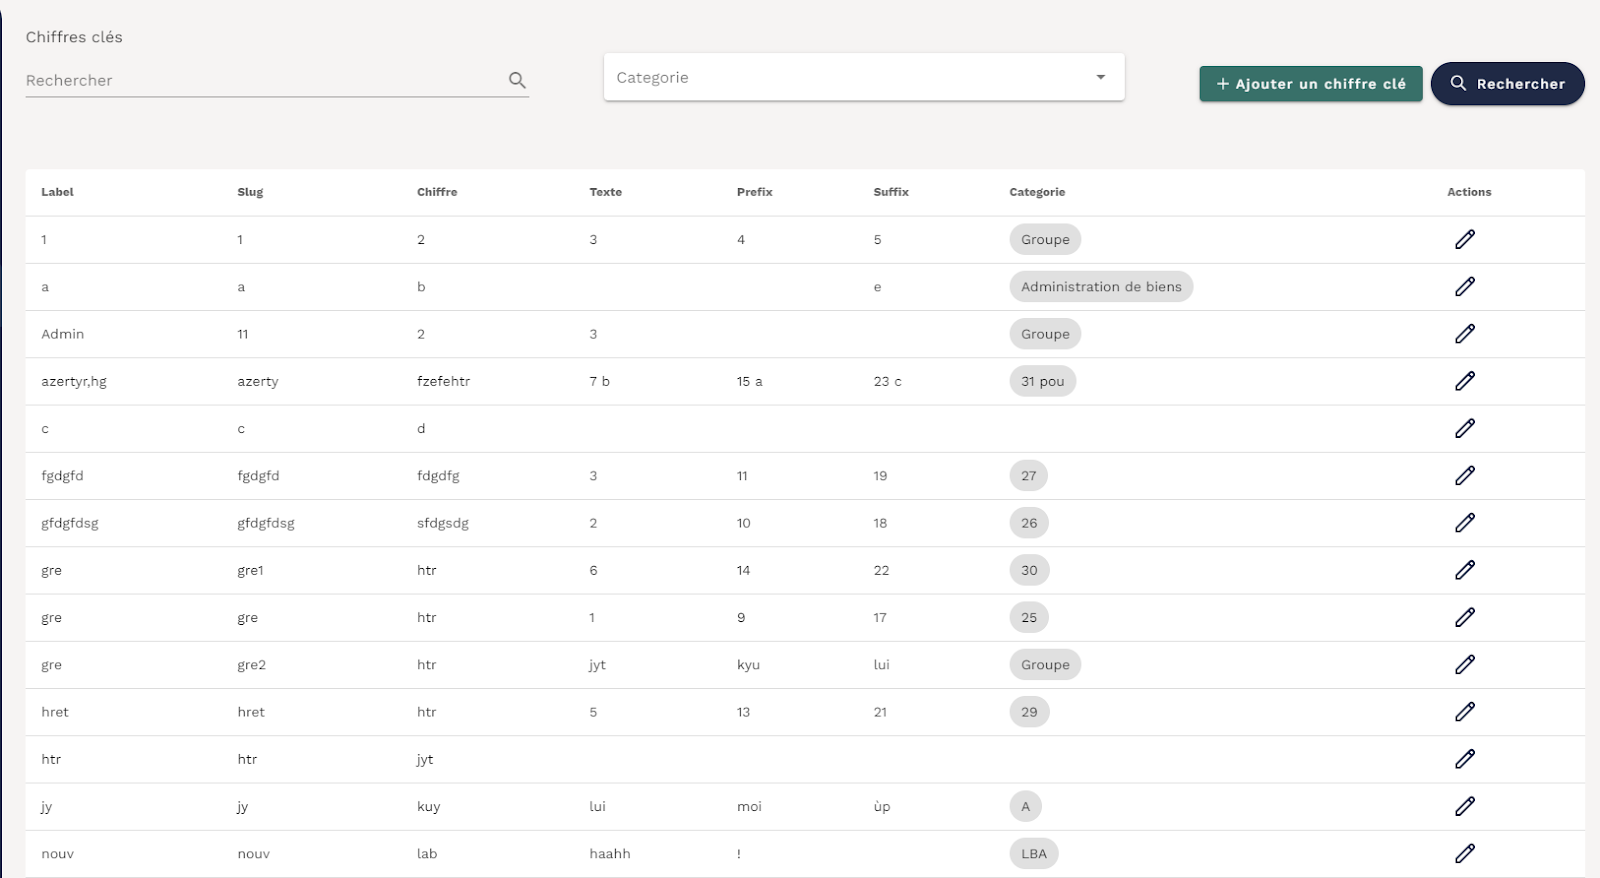 Chiffres clés
Rechercher
Categorie
+ Ajouter un chiffre clé
Rechercher
Label Slug Chiffre Texte Prefix Suffix Categorie Actions
1 1 2 3 4 5 Groupe
a a b e Administration de biens
Admin 11 2 3 Groupe
azertyr,hg azerty fzefehtr 7 b 15 a 23 c 31 pou
c c d
fgdgfd fgdgfd fdgdfg 3 11 19 27
gfdgfdsg gfdgfdsg sfdgsdg 2 10 18 26
gre gre1 htr 6 14 22 30
gre gre htr 1 9 17 25
gre gre2 htr jyt kyu lui Groupe
hret hret htr 5 13 21 29
htr htr jyt
jy jy kuy lui moi ùp A
nouv nouv lab haahh ! LBA